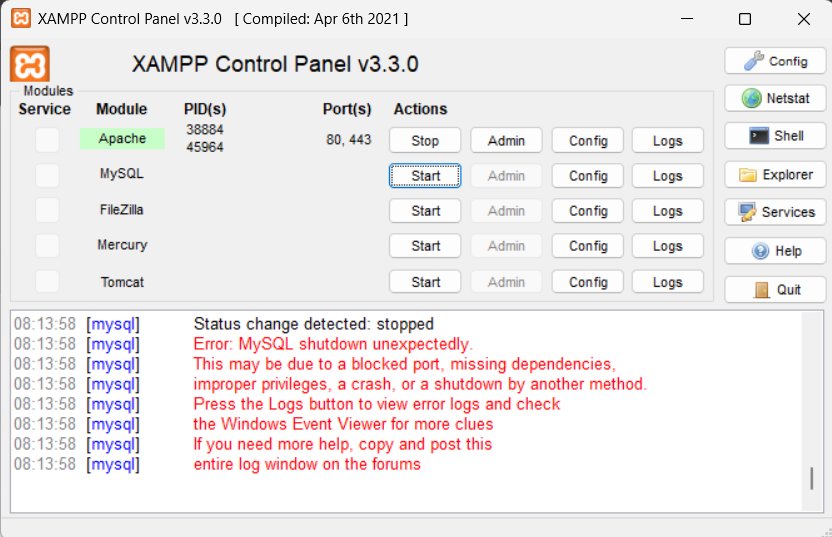 XAMPP Control Panel v3.3.0 [ Compiled: Apr 6th 2021 ]
XAMPP Control Panel v3.3.0
Config
Modules
Service Module PID(s) Port(s) Actions
Netstat
Apache 38884 45964 80, 443 Stop Admin Config Logs
Shell
MySQL Start Admin Config Logs
Explorer
FileZilla Start Admin Config Logs
Services
Mercury Start Admin Config Logs
Help
Tomcat Start Admin Config Logs
Quit
08:13:58 [mysql] Status change detected: stopped
08:13:58 [mysql] Error: MySQL shutdown unexpectedly.
08:13:58 [mysql] This may be due to a blocked port, missing dependencies,
08:13:58 [mysql] improper privileges, a crash, or a shutdown by another method.
08:13:58 [mysql] Press the Logs button to view error logs and check
08:13:58 [mysql] the Windows Event Viewer for more clues
08:13:58 [mysql] If you need more help, copy and post this
08:13:58 [mysql] entire log window on the forums